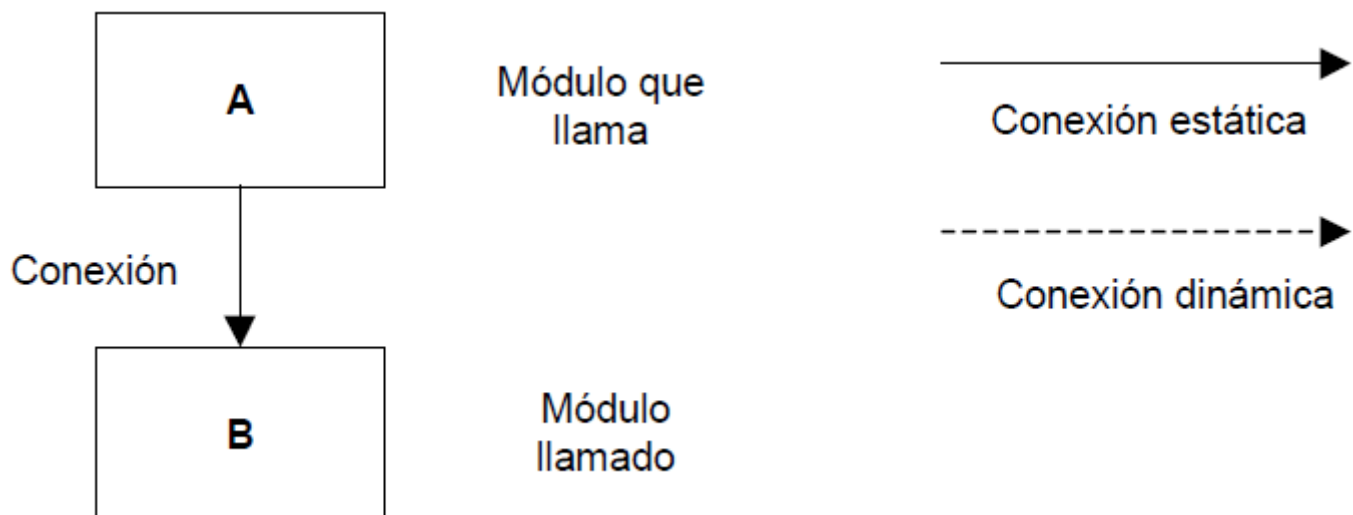 A
Módulo que
llama
Conexión
B
Módulo
llamado
Conexión estática
Conexión dinámica